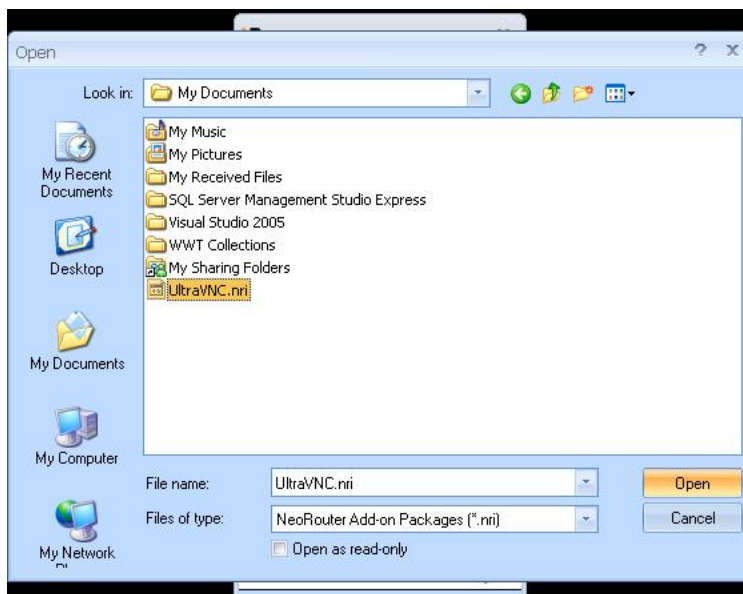 Open
Look in:
My Documents
My Recent
Documents
Desktop
My Documents
My Computer
My Network
My Music
My Pictures
My Received Files
SQL Server Management Studio Express
Visual Studio 2005
WWT Collections
My Sharing Folders
UltraVNC.nri
File name:
UltraVNC.nri
Open
Files of type:
NeoRouter Add-on Packages (*.nri)
Cancel
Open as read-only